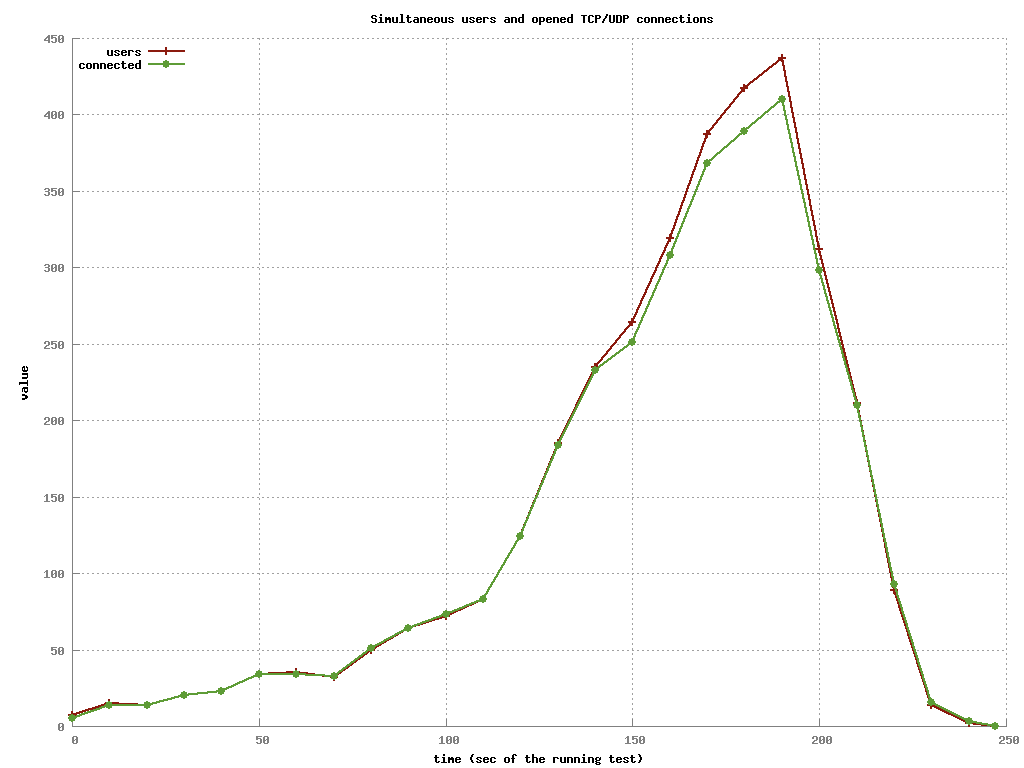 Simultaneous users and opened TCP/UDP connections
450
users
connected
400
350
300
250
value
200
150
100
50
0
0 50 100 150 200 250
time (sec of the running test)